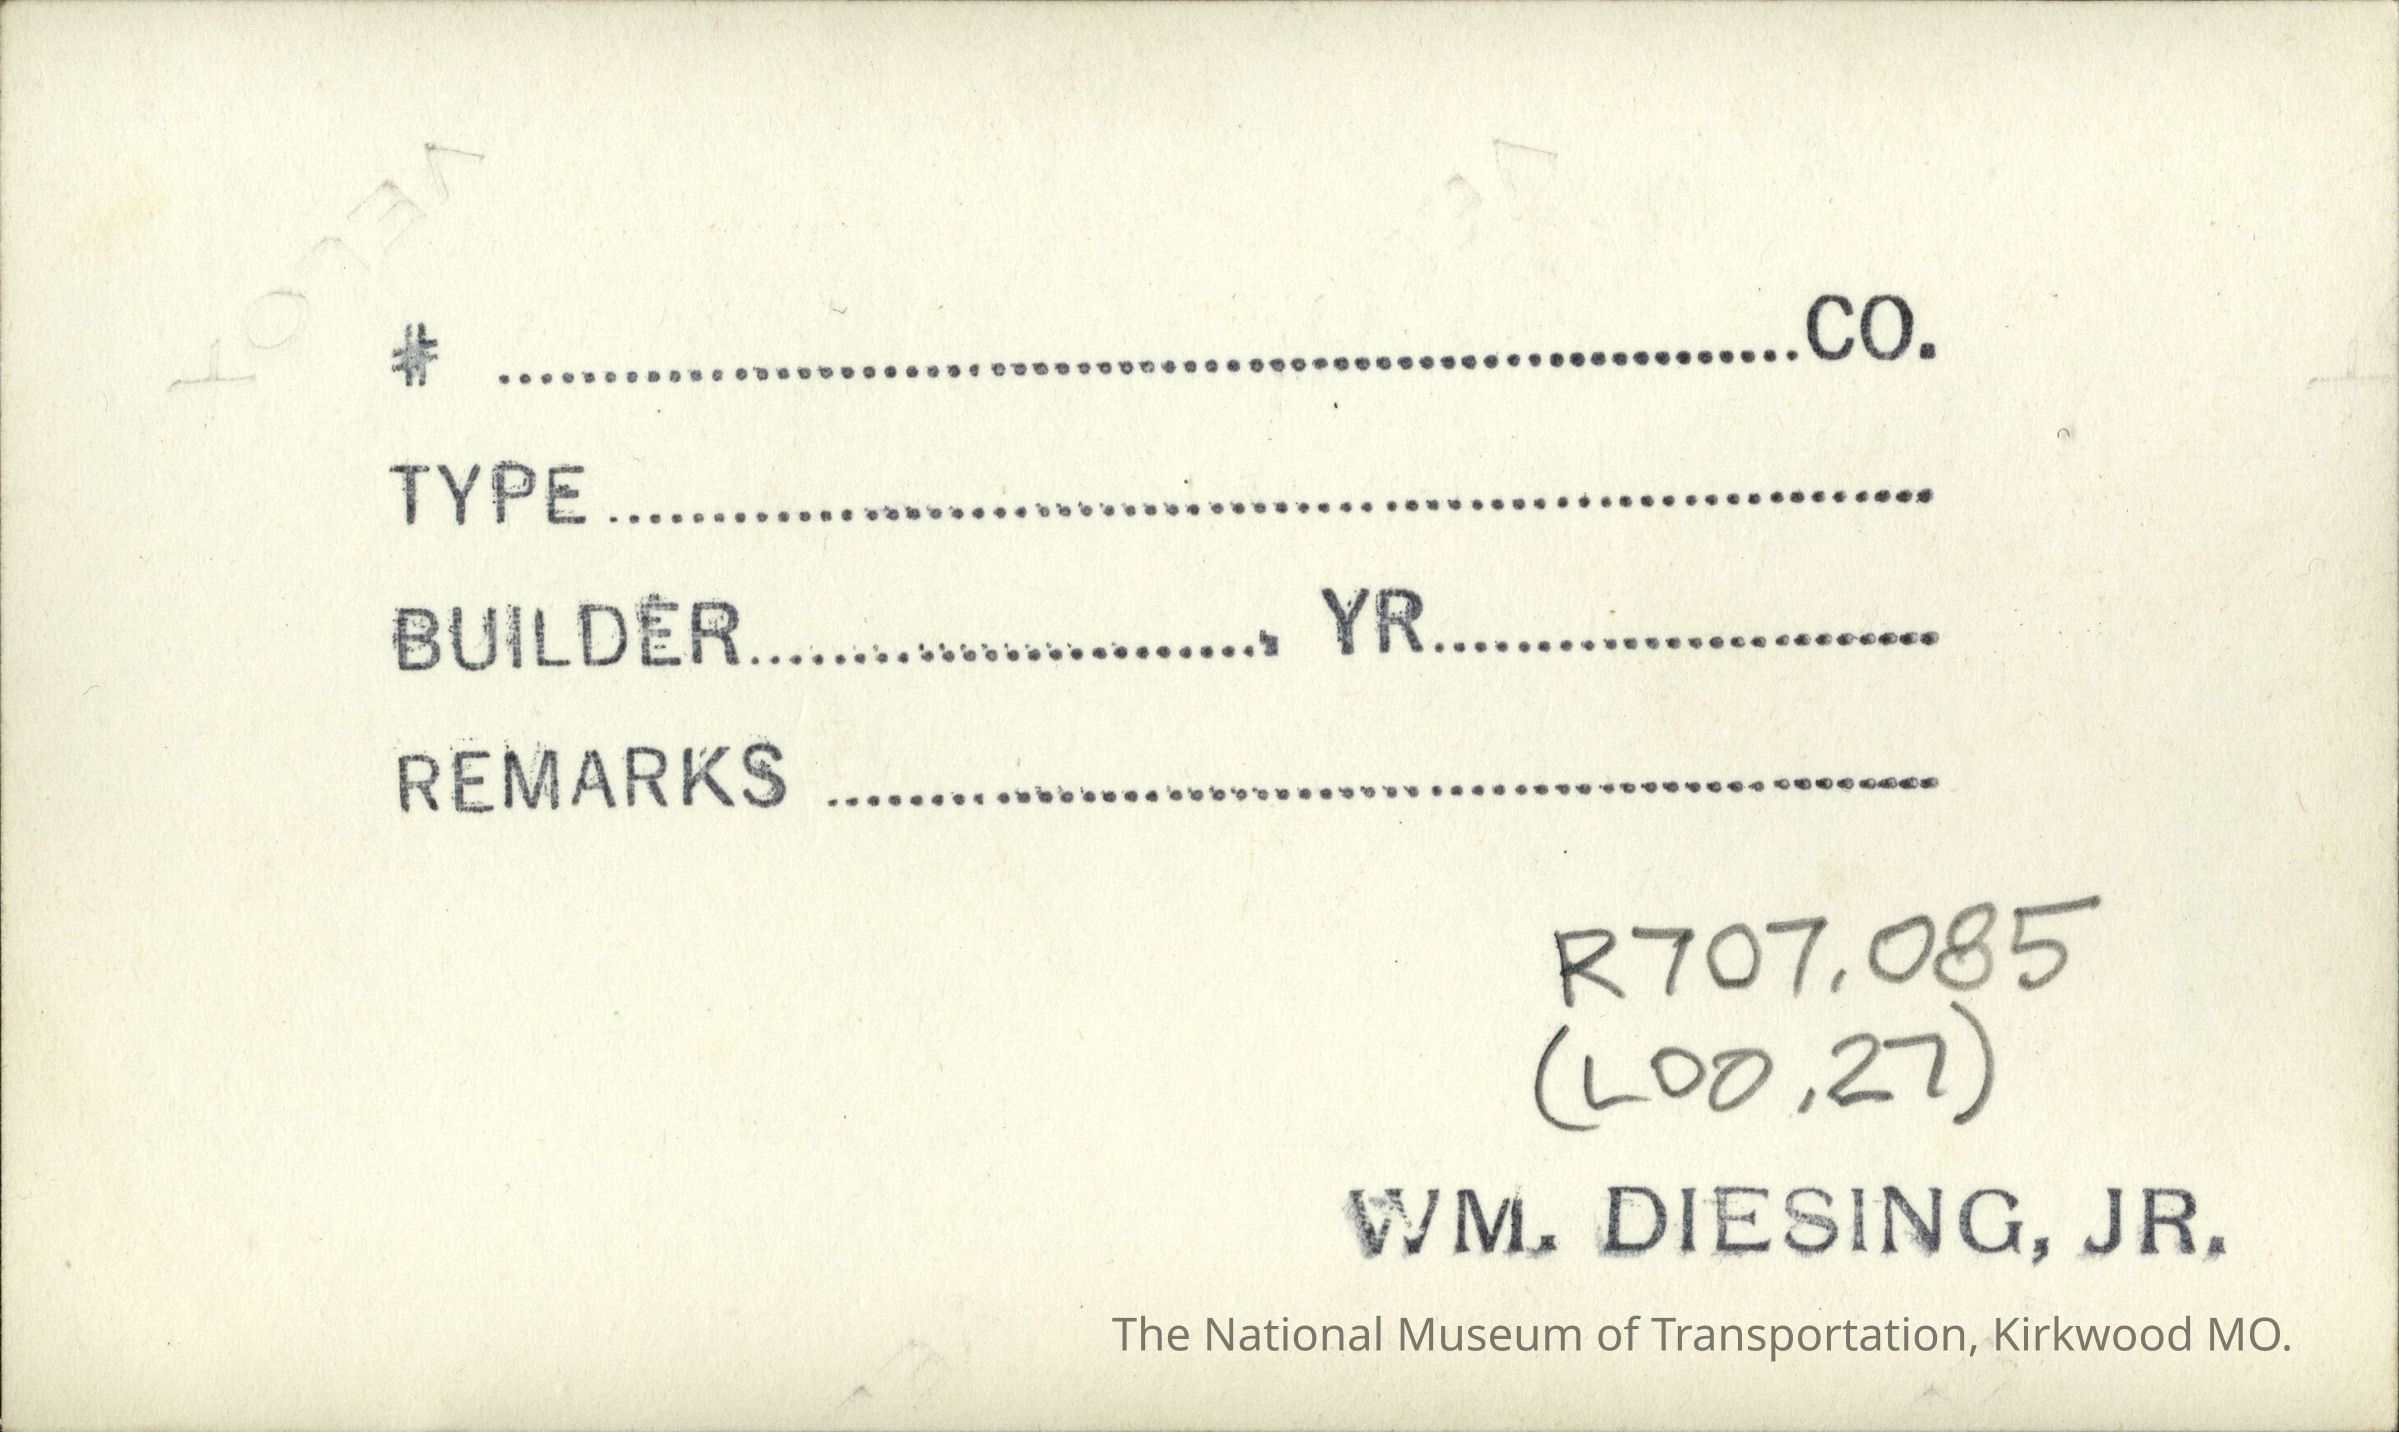 # ..........CO.
TYPE..........
BUILDER.........., YR..........
REMARKS ..........
R707.085
(L00.27)
WM. DIESING, JR.
The National Museum of Transportation, Kirkwood MO.